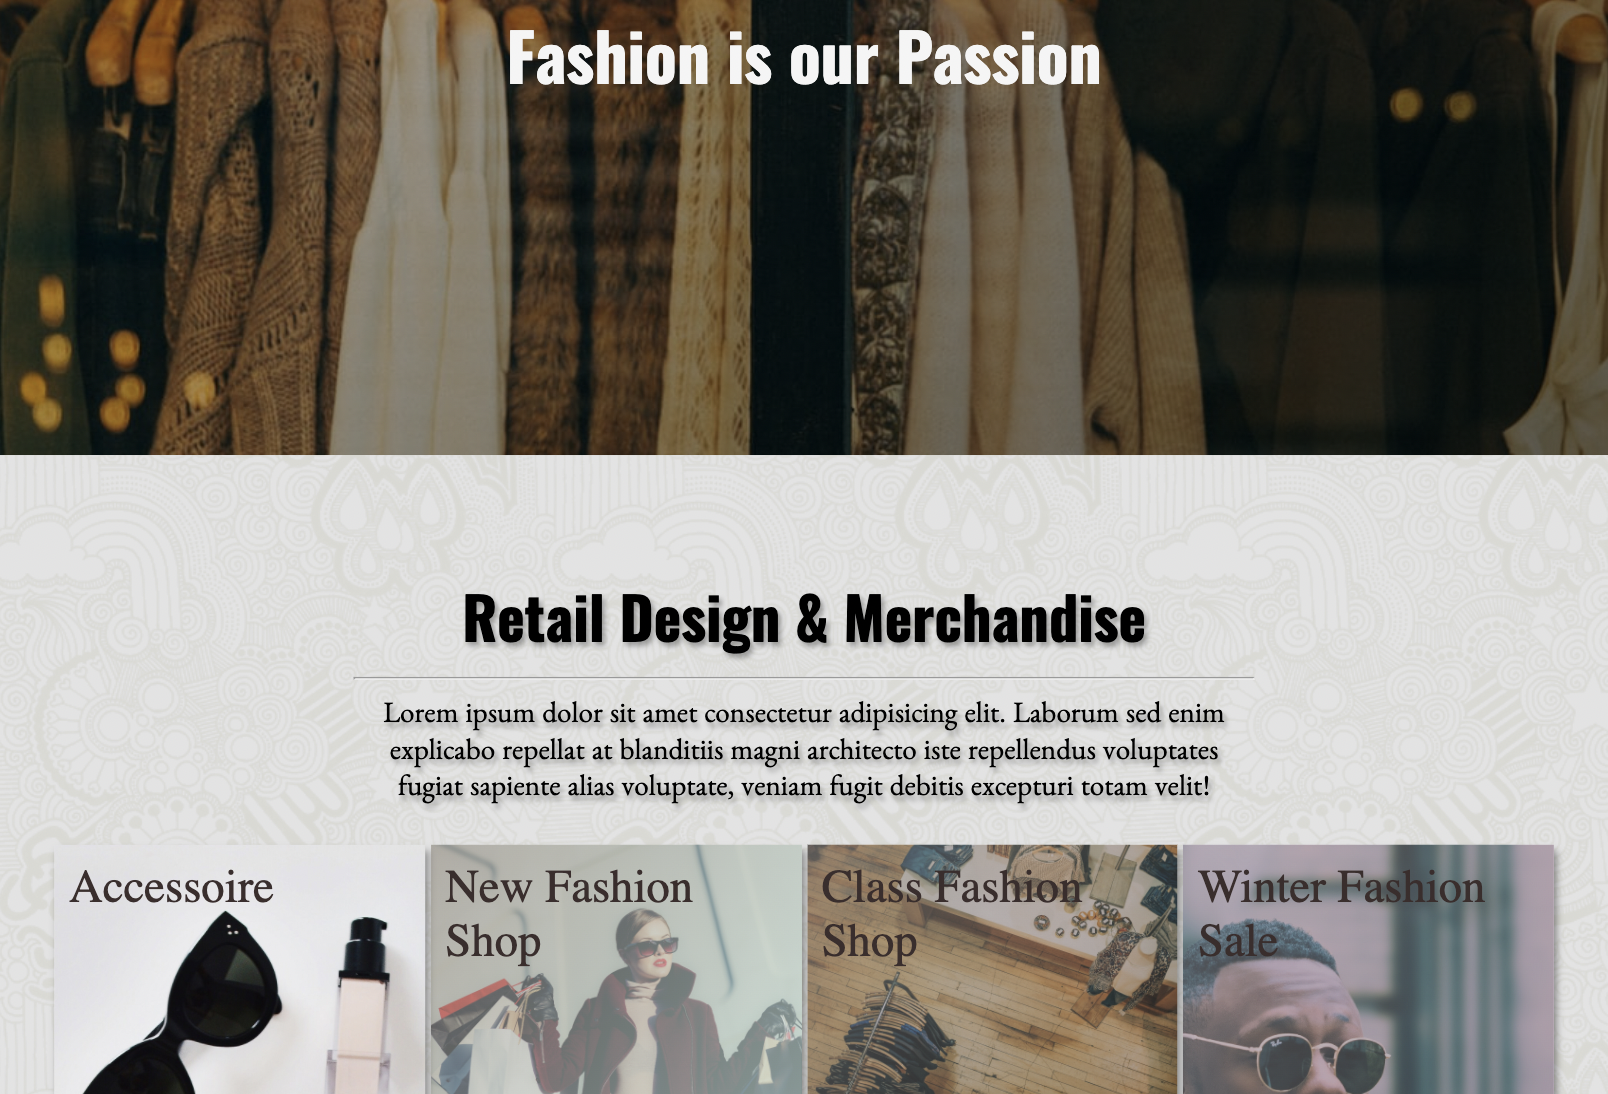 Fashion is our Passion
Retail Design & Merchandise
Lorem ipsum dolor sit amet consectetur adipisicing elit. Laborum sed enim
explicabo repellat at blanditiis magni architecto iste repellendus voluptates
fugiat sapiente alias voluptate, veniam fugit debitis excepturi totam velit!
Accessoire
New Fashion
Shop
Class Fashion
Shop
Winter Fashion
Sale